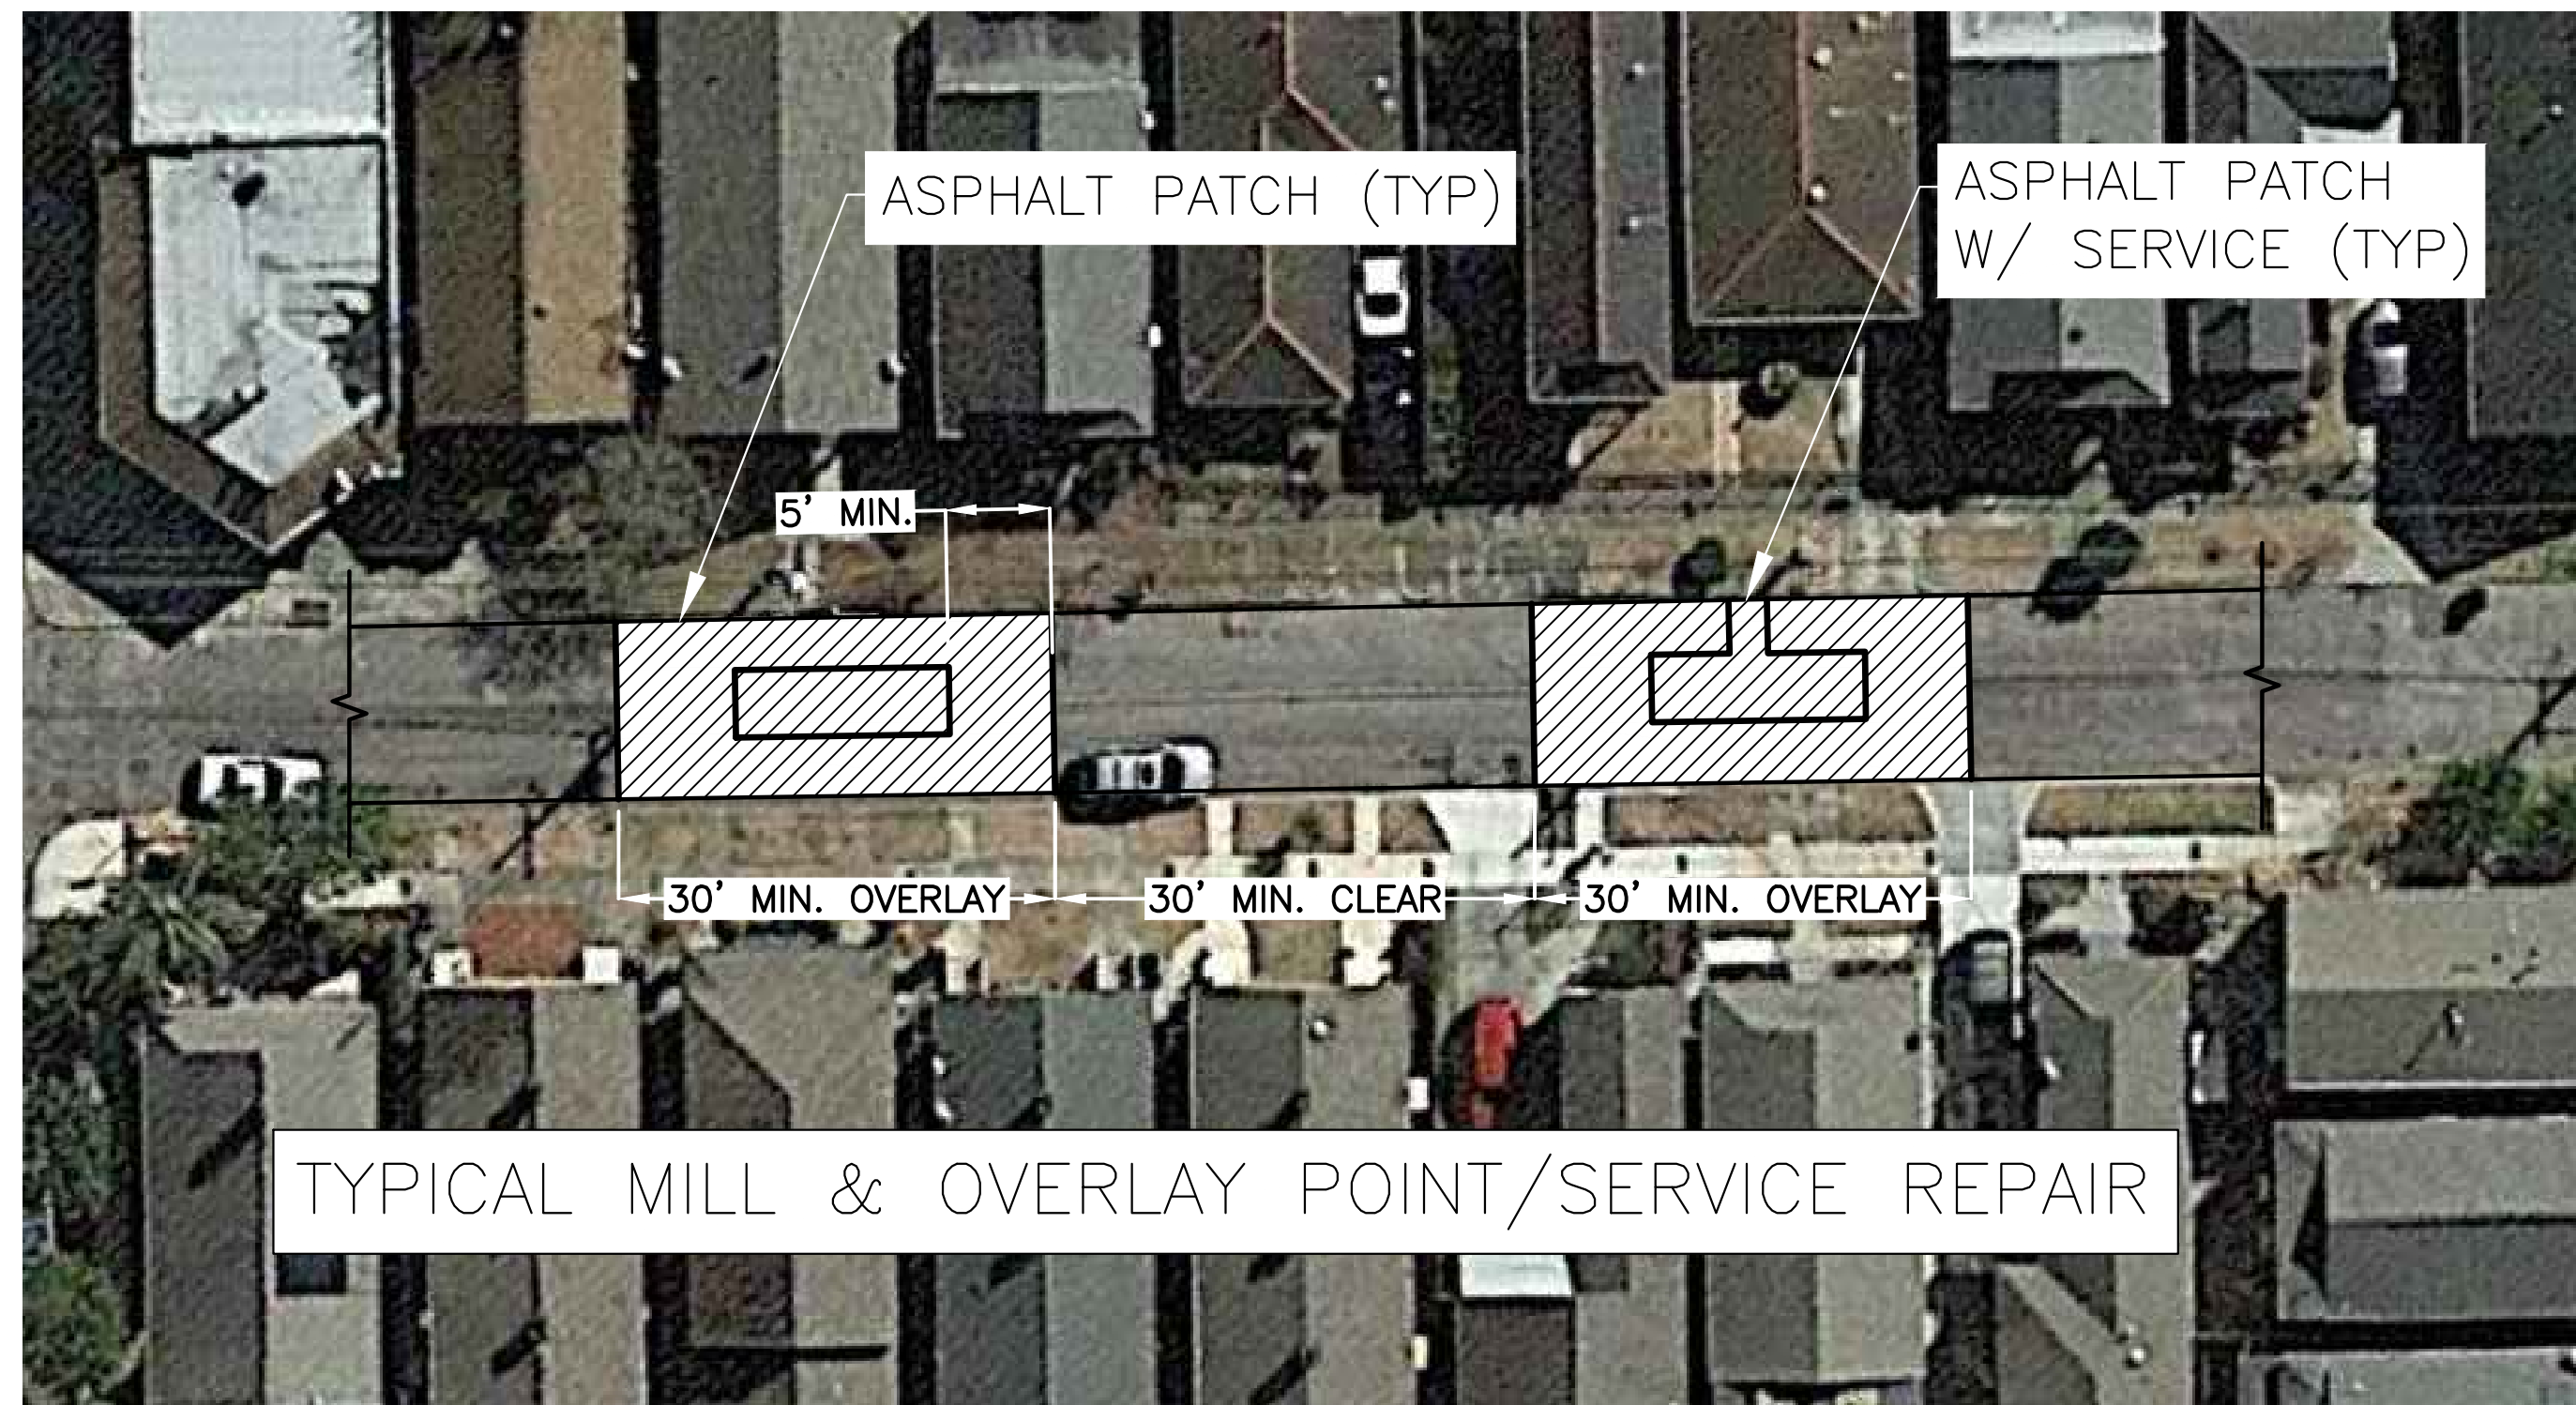 ASPHALT PATCH (TYP)
ASPHALT PATCH
W/ SERVICE (TYP)
5' MIN.
30' MIN. OVERLAY
30' MIN. CLEAR
30' MIN. OVERLAY
TYPICAL MILL & OVERLAY POINT/SERVICE REPAIR